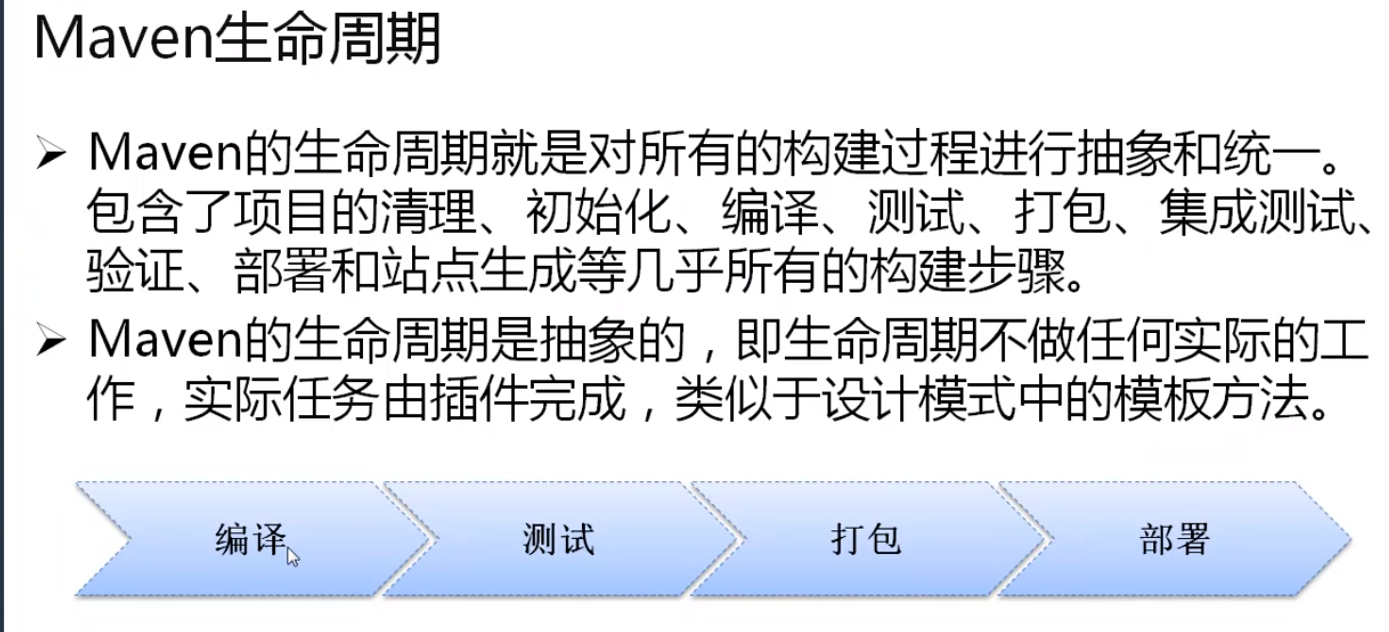 Maven生命周期
➢ Maven的生命周期就是对所有的构建过程进行抽象和统一。
包含了项目的清理、初始化、编译、测试、打包、集成测试、
验证、部署和站点生成等几乎所有的构建步骤。
➢ Maven的生命周期是抽象的，即生命周期不做任何实际的工
作，实际任务由插件完成，类似于设计模式中的模板方法。
编译
测试
打包
部署